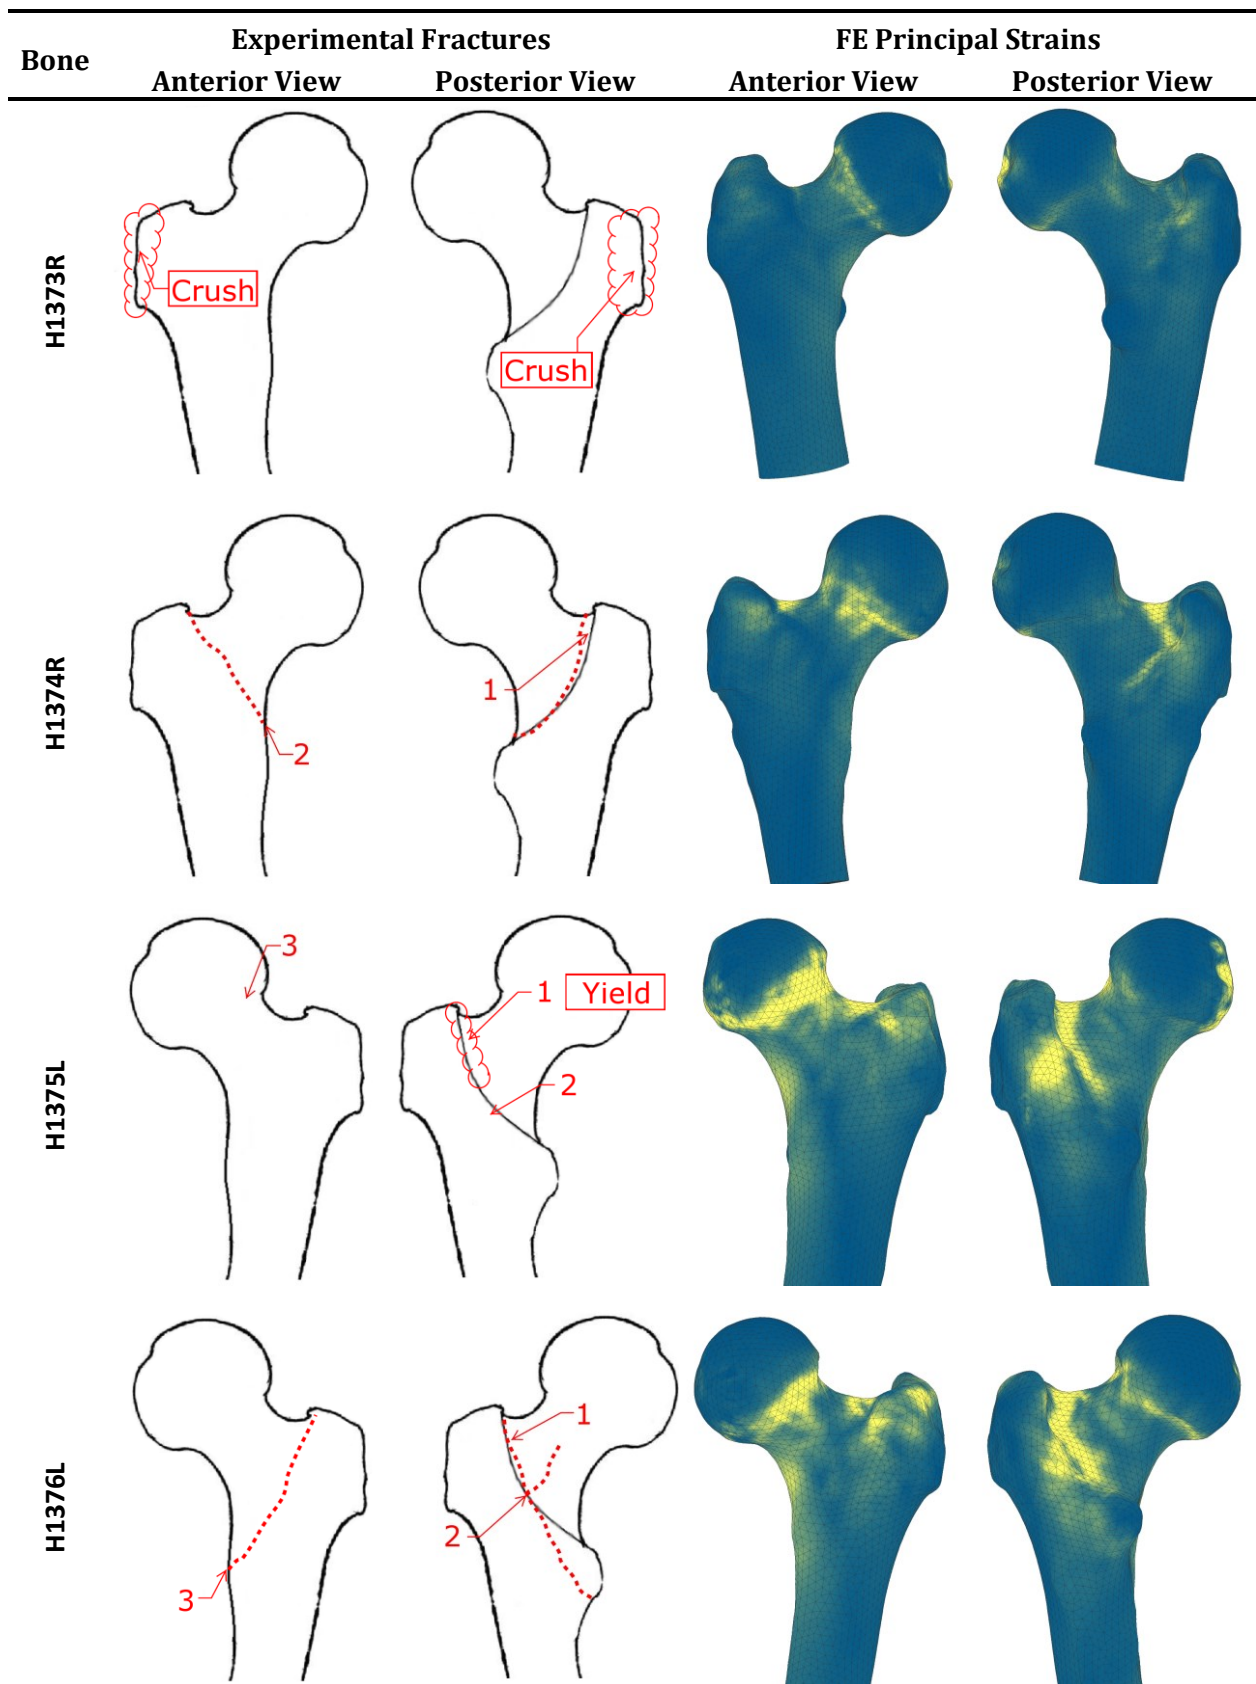 Bone
Experimental Fractures
FE Principal Strains
Anterior View
Posterior View
Anterior View
Posterior View
H1373R
Crush
Crush
H1374R
2
1
H1375L
3
1
Yield
2
H1376L
3
1
2